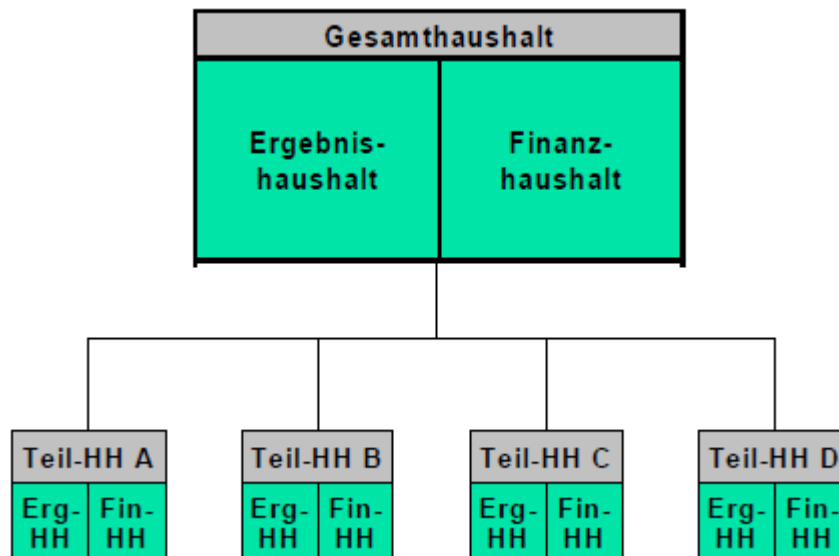 Gesamthaushalt
Ergebnis-
haushalt
Finanz-
haushalt
Teil-HH A
Teil-HH B
Teil-HH C
Teil-HH D
Erg-
HH
Fin-
HH
Erg-
HH
Fin-
HH
Erg-
HH
Fin-
HH
Erg-
HH
Fin-
HH